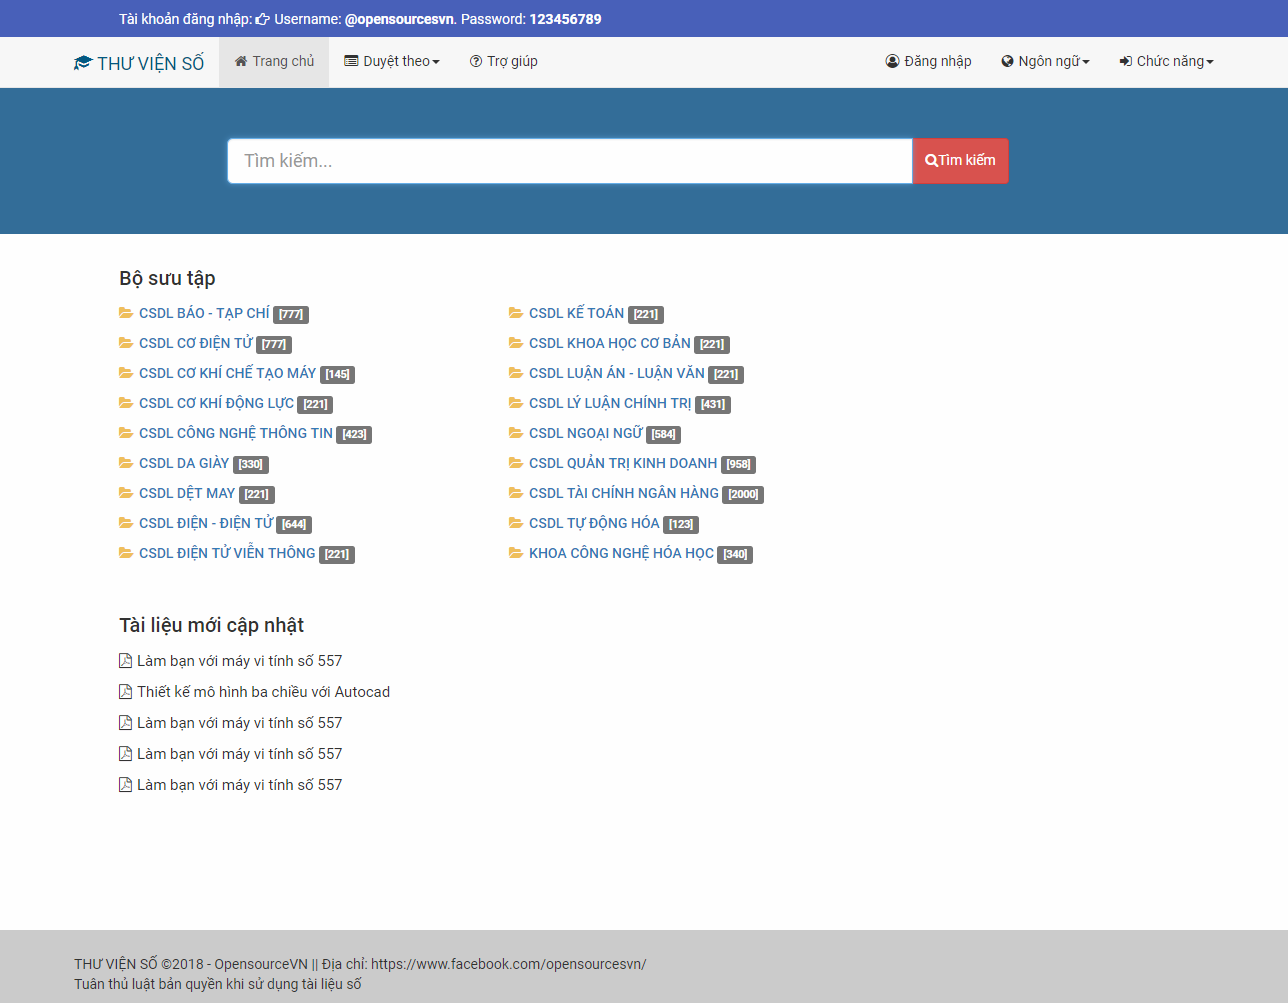 Tài khoản đăng nhập: Username: @opensourcesvn. Password: 123456789
THƯ VIỆN SỐ Trang chủ Duyệt theo Trợ giúp Đăng nhập Ngôn ngữ Chức năng
Tìm kiếm... Tìm kiếm
Bộ sưu tập
CSDL BÁO - TẠP CHÍ [777]
CSDL CƠ ĐIỆN TỬ [777]
CSDL CƠ KHÍ CHẾ TẠO MÁY [145]
CSDL CƠ KHÍ ĐỘNG LỰC [221]
CSDL CÔNG NGHỆ THÔNG TIN [423]
CSDL DA GIÀY [330]
CSDL DỆT MAY [221]
CSDL ĐIỆN - ĐIỆN TỬ [644]
CSDL ĐIỆN TỬ VIỄN THÔNG [221]
CSDL KẾ TOÁN [221]
CSDL KHOA HỌC CƠ BẢN [221]
CSDL LUẬN ÁN - LUẬN VĂN [221]
CSDL LÝ LUẬN CHÍNH TRỊ [431]
CSDL NGOẠI NGỮ [584]
CSDL QUẢN TRỊ KINH DOANH [958]
CSDL TÀI CHÍNH NGÂN HÀNG [2000]
CSDL TỰ ĐỘNG HÓA [123]
KHOA CÔNG NGHỆ HÓA HỌC [340]
Tài liệu mới cập nhật
Làm bạn với máy vi tính số 557
Thiết kế mô hình ba chiều với Autocad
Làm bạn với máy vi tính số 557
Làm bạn với máy vi tính số 557
Làm bạn với máy vi tính số 557
THƯ VIỆN SỐ ©2018 - OpensourceVN || Địa chỉ: https://www.facebook.com/opensourcesvn/
Tuân thủ luật bản quyền khi sử dụng tài liệu số